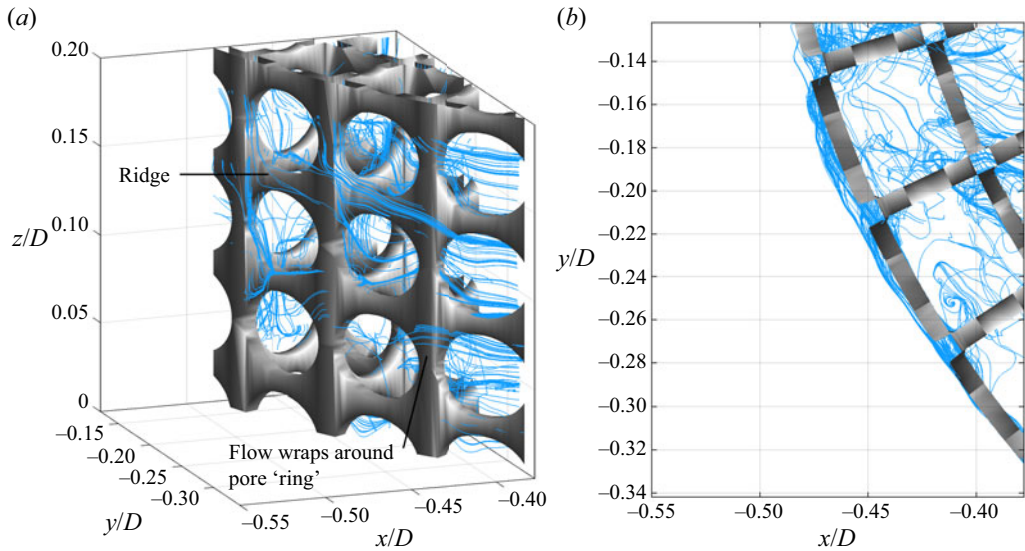 (a)
0.20
0.15
Ridge
z/D
0.10
0.05
0
–0.15
–0.20
–0.25
–0.30
y/D
–0.55
–0.50
–0.45
–0.40
x/D
Flow wraps around
pore ‘ring’
(b)
–0.14
–0.16
–0.18
–0.20
–0.22
y/D
–0.24
–0.26
–0.28
–0.30
–0.32
–0.34
–0.55
–0.50
–0.45
–0.40
x/D